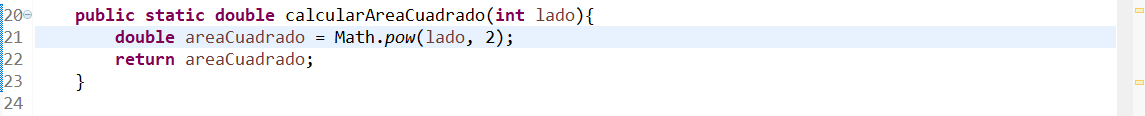 20 public static double calcularAreaCuadrado(int lado){
21 double areaCuadrado = Math.pow(lado, 2);
22 return areaCuadrado;
23 }
24